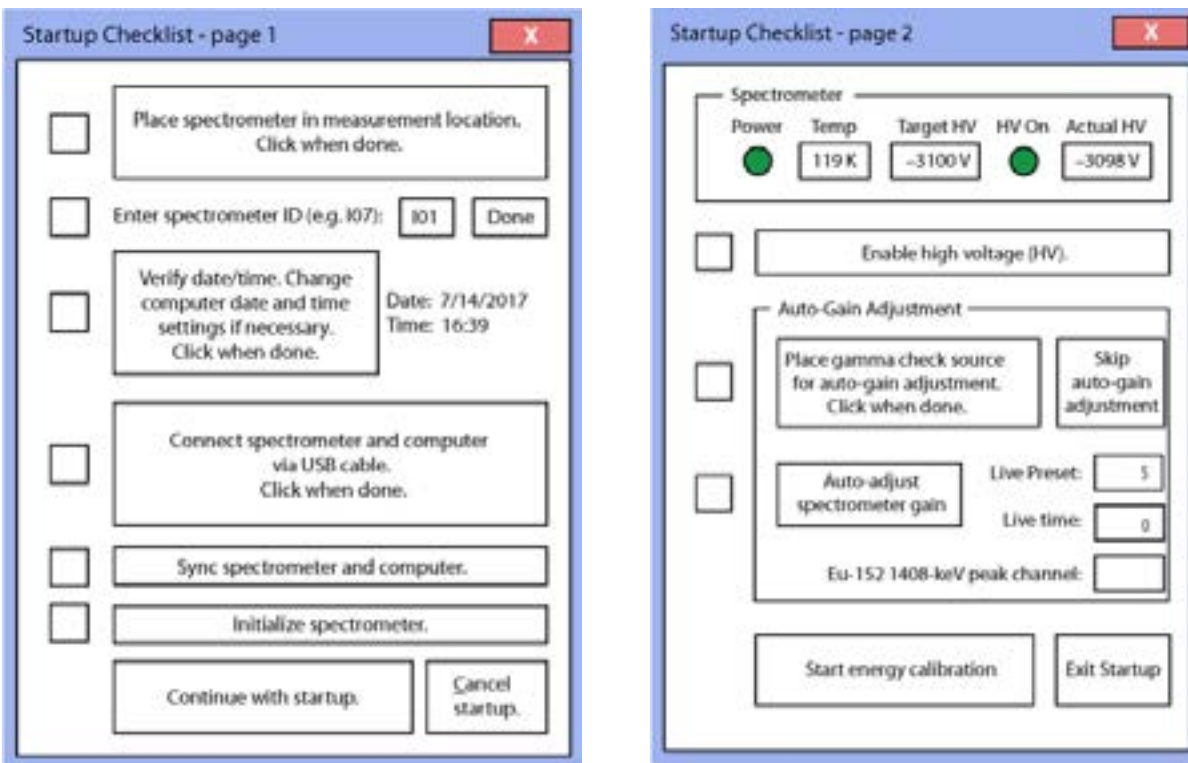 Startup Checklist - page 1
X
Place spectrometer in measurement location.
Click when done.
Enter spectrometer ID (e.g. I07):
I01
Done
Verify date/time. Change
computer date and time
settings if necessary.
Click when done.
Date: 7/14/2017
Time: 16:39
Connect spectrometer and computer
via USB cable.
Click when done.
Sync spectrometer and computer.
Initialize spectrometer.
Continue with startup.
Cancel
startup.
Startup Checklist - page 2
X
Spectrometer
Power Temp Target HV HV On Actual HV
119 K –3100 V –3098 V
Enable high voltage (HV).
Auto-Gain Adjustment
Place gamma check source
for auto-gain adjustment.
Click when done.
Skip
auto-gain
adjustment
Auto-adjust
spectrometer gain
Live Preset: 5
Live time: 0
Eu-152 1408-keV peak channel:
Start energy calibration
Exit Startup